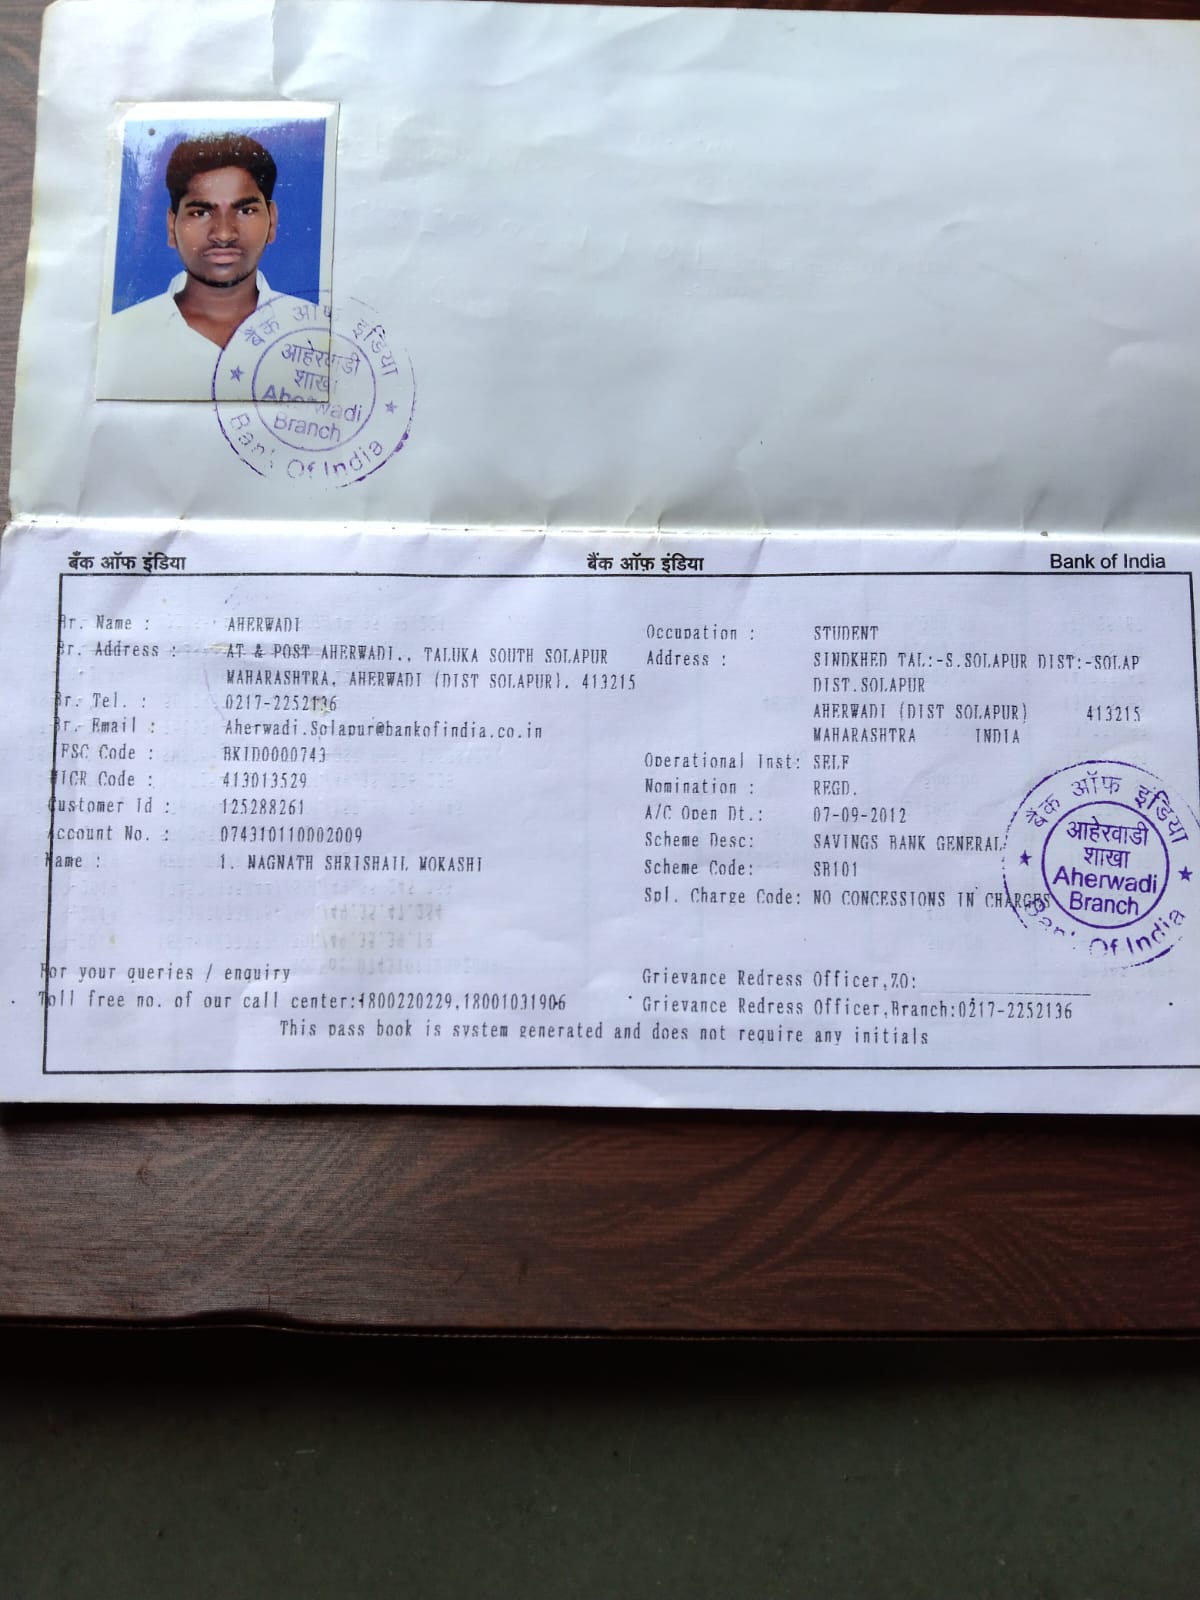 बैंक ऑफ इंडिया
आहेरवाडी
शाखा
Aherwadi
Branch
Bank Of India
बैंक ऑफ इंडिया बैंक ऑफ़ इंडिया Bank of India
Br. Name : AHERWADI
Br. Address : AT & POST AHERWADI., TALUKA SOUTH SOLAPUR
MAHARASHTRA, AHERWADI (DIST SOLAPUR), 413215
Br. Tel. : 0217-2252136
Br. Email : Aherwadi.Solapur@bankofindia.co.in
IFSC Code : BKID0000743
MICR Code : 413013529
Customer Id : 125288261
Account No. : 074310110002009
Name : 1. NAGNATH SHRISHAIL MOKASHI
Occupation : STUDENT
Address : SINDKHED TAL:-S.SOLAPUR DIST:-SOLAP
DIST.SOLAPUR
AHERWADI (DIST SOLAPUR) 413215
MAHARASHTRA INDIA
Operational Inst: SELF
Nomination : REGD.
A/C Open Dt.: 07-09-2012
Scheme Desc: SAVINGS BANK GENERAL
Scheme Code: SB101
Spl. Charge Code: NO CONCESSIONS IN CHARGES
बैंक ऑफ इंडिया
आहेरवाडी
शाखा
Aherwadi
Branch
Bank Of India
For your queries / enquiry
Toll free no. of our call center:1800220229,18001031906
Grievance Redress Officer,ZO:
Grievance Redress Officer,Branch:0217-2252136
This pass book is system generated and does not require any initials